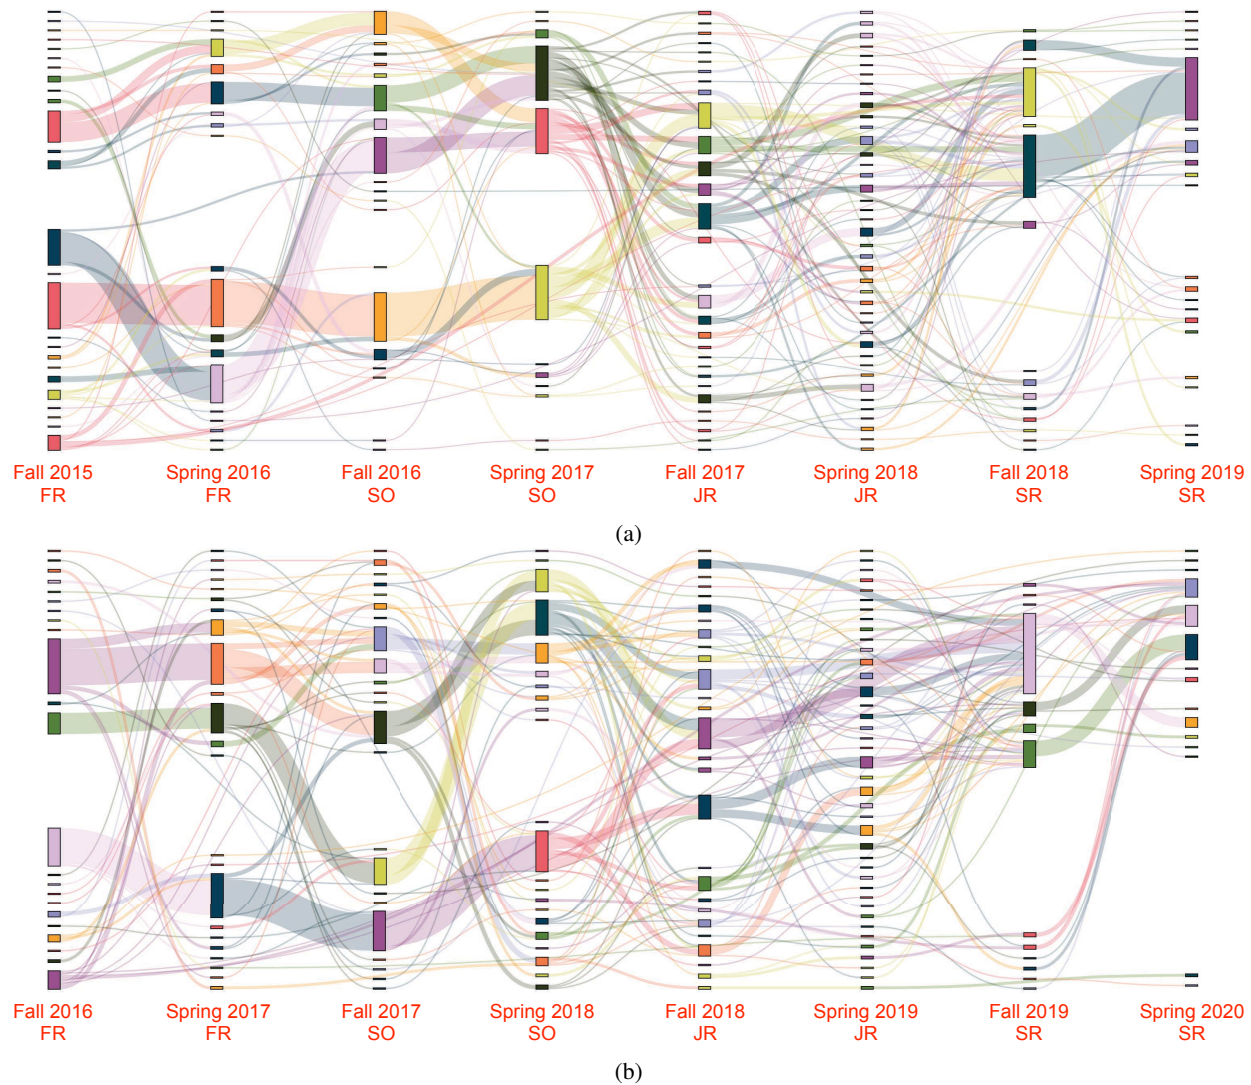 Fall 2015 Spring 2016 Fall 2016 Spring 2017 Fall 2017 Spring 2018 Fall 2018 Spring 2019
FR FR SO SO JR JR SR SR
(a)
Fall 2016 Spring 2017 Fall 2017 Spring 2018 Fall 2018 Spring 2019 Fall 2019 Spring 2020
FR FR SO SO JR JR SR SR
(b)